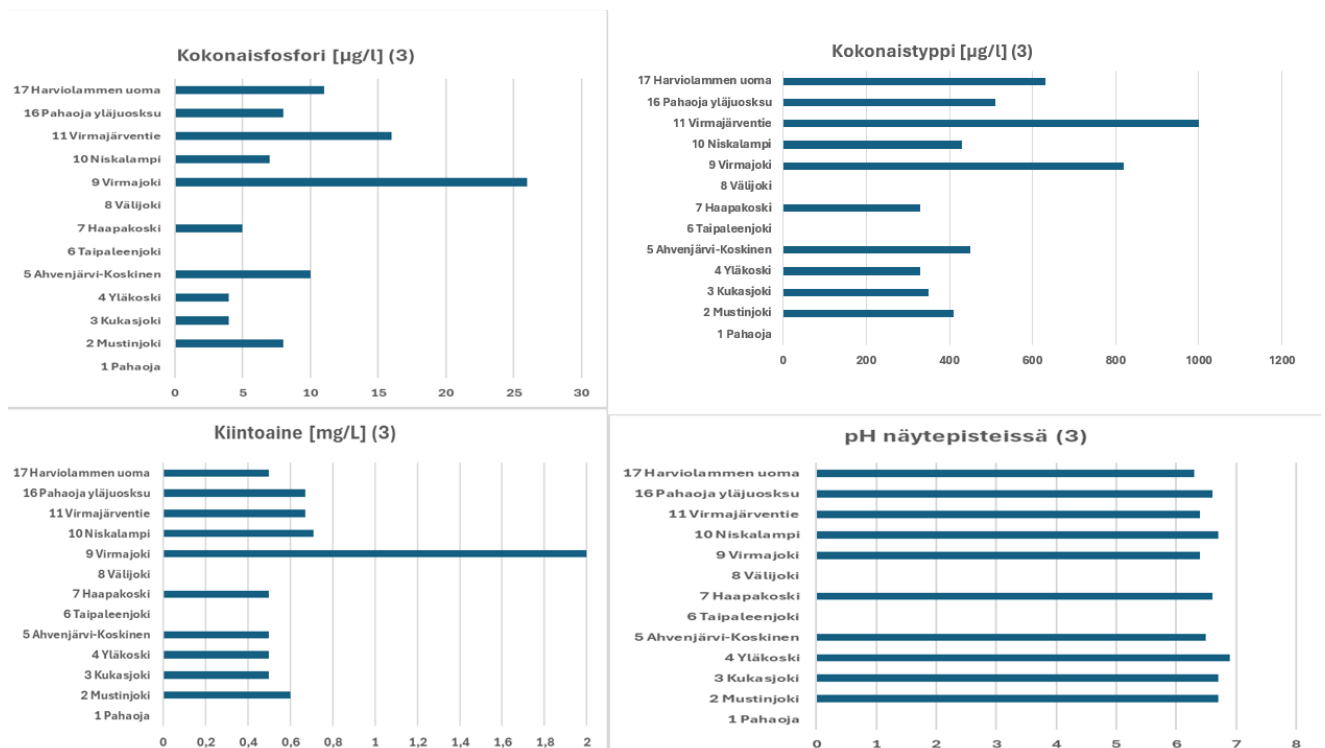 Kokonaisfosfori [µg/l] (3)
17 Harviolammen uoma
16 Pahaoja yläjuosksu
11 Virmajärventie
10 Niskalampi
9 Virmajoki
8 Välijoki
7 Haapakoski
6 Taipaleenjoki
5 Ahvenjärvi-Koskinen
4 Yläkoski
3 Kukasjoki
2 Mustinjoki
1 Pahaoja
0 5 10 15 20 25 30
Kokonaistyppi [µg/l] (3)
17 Harviolammen uoma
16 Pahaoja yläjuosksu
11 Virmajärventie
10 Niskalampi
9 Virmajoki
8 Välijoki
7 Haapakoski
6 Taipaleenjoki
5 Ahvenjärvi-Koskinen
4 Yläkoski
3 Kukasjoki
2 Mustinjoki
1 Pahaoja
0 200 400 600 800 1000 1200
Kiintoaine [mg/L] (3)
17 Harviolammen uoma
16 Pahaoja yläjuosksu
11 Virmajärventie
10 Niskalampi
9 Virmajoki
8 Välijoki
7 Haapakoski
6 Taipaleenjoki
5 Ahvenjärvi-Koskinen
4 Yläkoski
3 Kukasjoki
2 Mustinjoki
1 Pahaoja
0 0,2 0,4 0,6 0,8 1 1,2 1,4 1,6 1,8 2
pH näytepisteissä (3)
17 Harviolammen uoma
16 Pahaoja yläjuosksu
11 Virmajärventie
10 Niskalampi
9 Virmajoki
8 Välijoki
7 Haapakoski
6 Taipaleenjoki
5 Ahvenjärvi-Koskinen
4 Yläkoski
3 Kukasjoki
2 Mustinjoki
1 Pahaoja
0 1 2 3 4 5 6 7 8